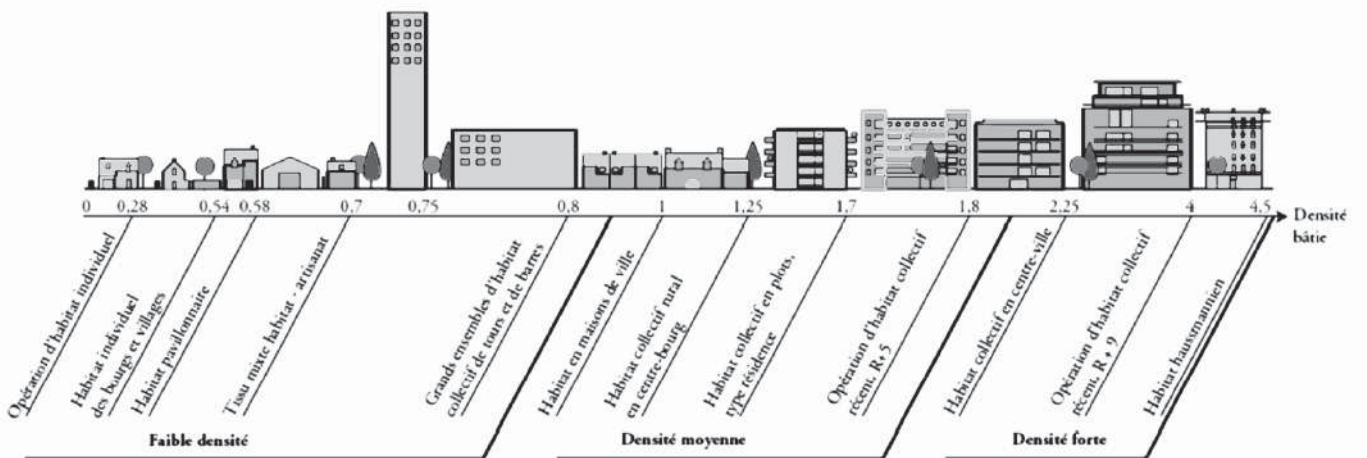 0 0,28 0,54 0,58 0,7 0,75 0,8 1 1,25 1,7 1,8 2,25 4 4,5
Densité
bâtie
Opération d'habitat individuel
Habitat individuel
des bourgs et villages
Habitat pavillonnaire
Tissu mixte habitat - artisanat
Grands ensembles d'habitat
collectif de tours et de barres
Habitat en maisons de ville
Habitat collectif rural
en centre-bourg
Habitat collectif en plots,
type résidence
Opération d'habitat collectif
récent, R+5
Habitat collectif en centre-ville
Opération d'habitat collectif
récent, R + 9
Habitat haussmannien
Faible densité
Densité moyenne
Densité forte